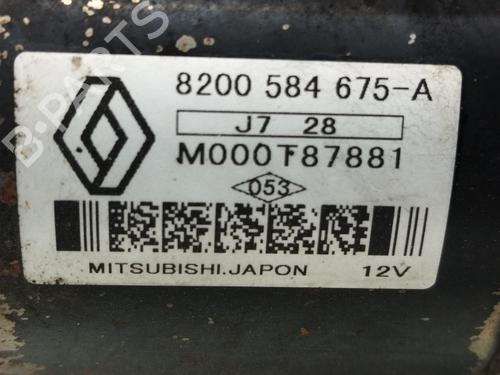 8200 584 675-A
J7 28
M000T87881
053
MITSUBISHI.JAPON 12V
B-PARTS